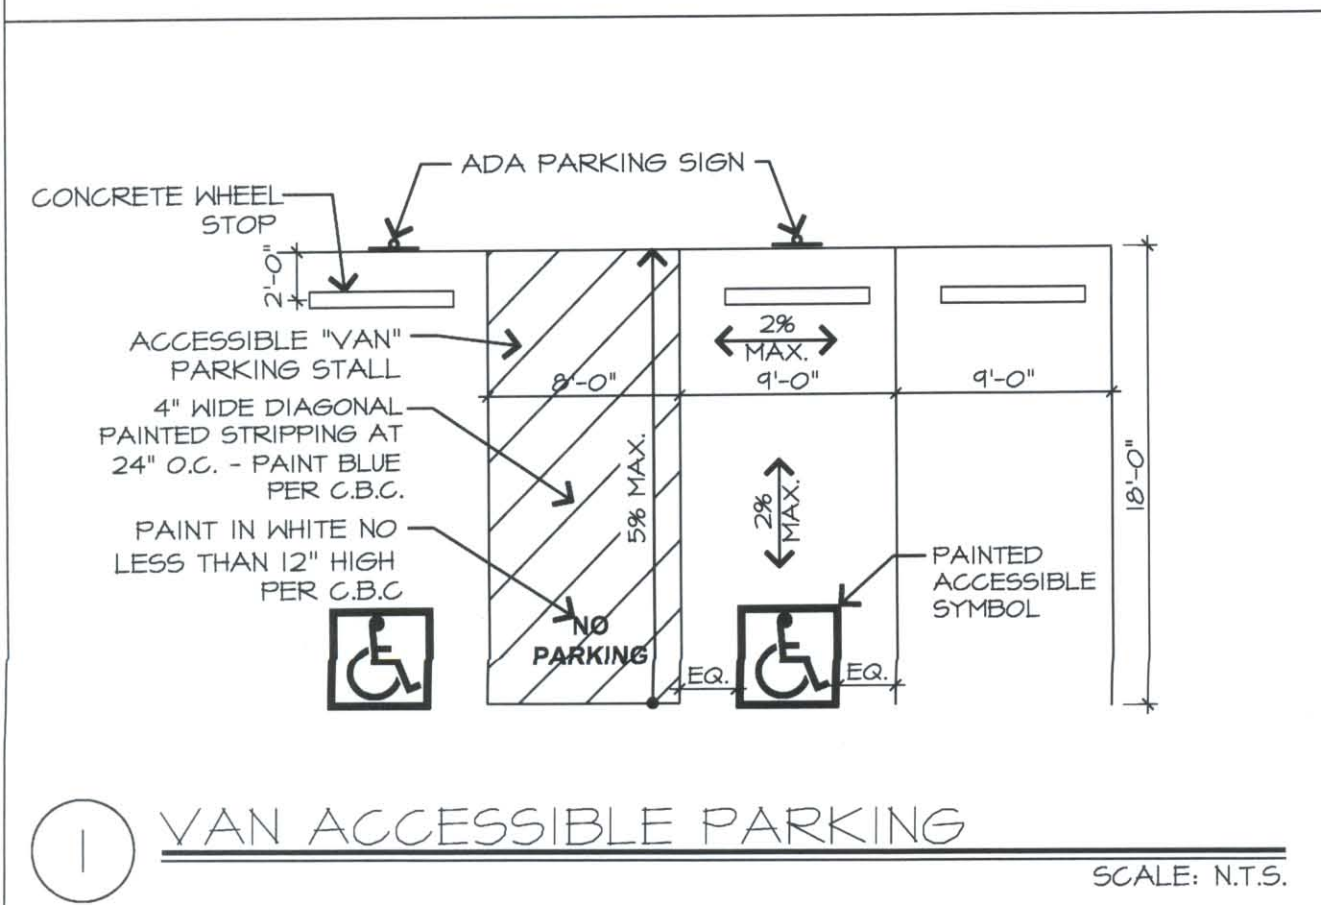 ADA PARKING SIGN
CONCRETE WHEEL
STOP
2'-0"
ACCESSIBLE "VAN"
PARKING STALL
4" WIDE DIAGONAL
PAINTED STRIPPING AT
24" O.C. - PAINT BLUE
PER C.B.C.
PAINT IN WHITE NO
LESS THAN 12" HIGH
PER C.B.C
8'-0"
5% MAX.
NO
PARKING
2%
MAX.
9'-0"
9'-0"
2%
MAX.
EQ.
EQ.
PAINTED
ACCESSIBLE
SYMBOL
18'-0"
1
VAN ACCESSIBLE PARKING
SCALE: N.T.S.